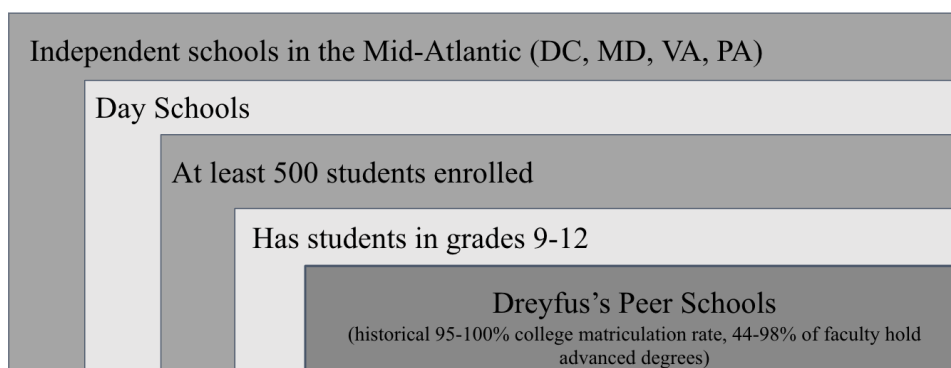 Independent schools in the Mid-Atlantic (DC, MD, VA, PA)
Day Schools
At least 500 students enrolled
Has students in grades 9-12
Dreyfus’s Peer Schools
(historical 95-100% college matriculation rate, 44-98% of faculty hold
advanced degrees)